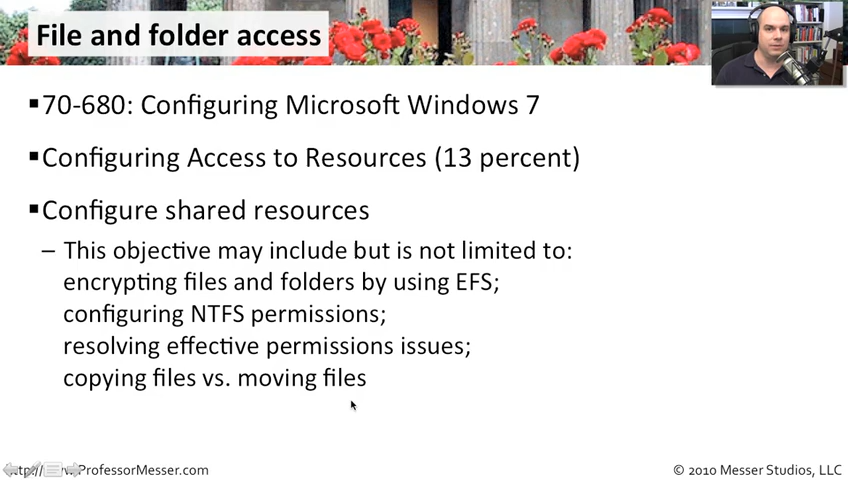 File and folder access
▪70-680: Configuring Microsoft Windows 7
▪Configuring Access to Resources (13 percent)
▪Configure shared resources
– This objective may include but is not limited to:
encrypting files and folders by using EFS;
configuring NTFS permissions;
resolving effective permissions issues;
copying files vs. moving files
.ProfessorMesser.com
© 2010 Messer Studios, LLC